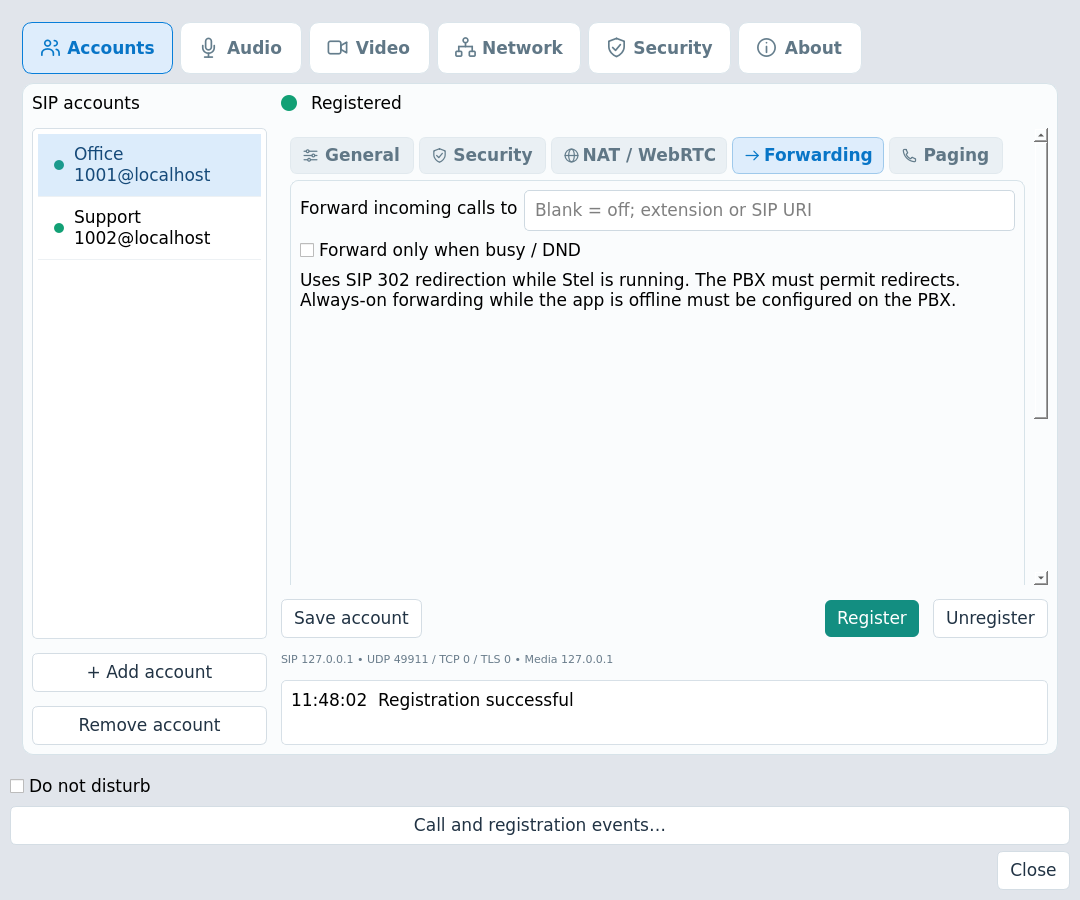 Accounts
Audio
Video
Network
Security
About
SIP accounts
Registered
Office
1001@localhost
Support
1002@localhost
General
Security
NAT / WebRTC
Forwarding
Paging
Forward incoming calls to
Blank = off; extension or SIP URI
Forward only when busy / DND
Uses SIP 302 redirection while Stel is running. The PBX must permit redirects.
Always-on forwarding while the app is offline must be configured on the PBX.
Save account
Register
Unregister
SIP 127.0.0.1 • UDP 49911 / TCP 0 / TLS 0 • Media 127.0.0.1
+ Add account
11:48:02  Registration successful
Remove account
Do not disturb
Call and registration events…
Close